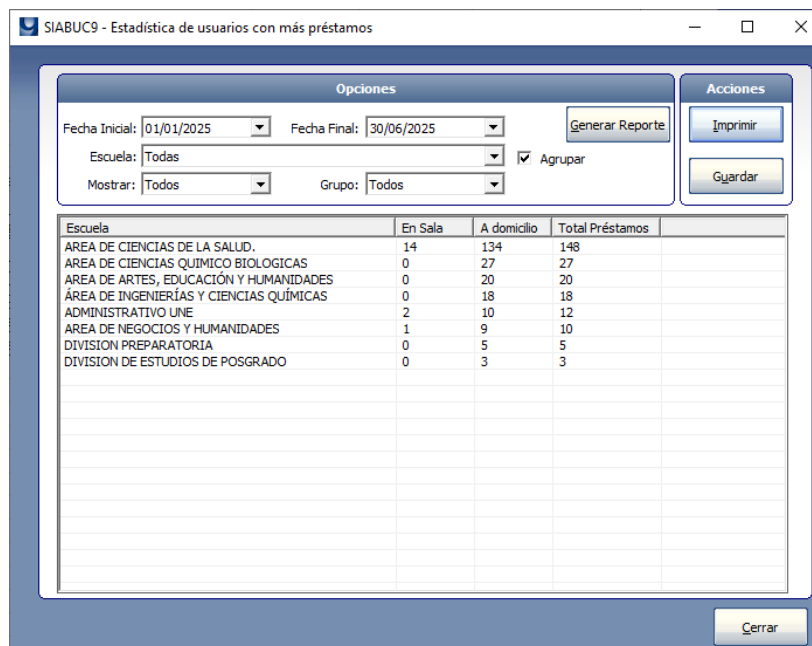 SIABUC9 - Estadística de usuarios con más préstamos
Opciones
Acciones
Fecha Inicial: 01/01/2025 Fecha Final: 30/06/2025 Generar Reporte Imprimir
Escuela: Todas Agrupar
Mostrar: Todos Grupo: Todos Guardar
Escuela En Sala A domicilio Total Préstamos
AREA DE CIENCIAS DE LA SALUD. 14 134 148
AREA DE CIENCIAS QUIMICO BIOLOGICAS 0 27 27
AREA DE ARTES, EDUCACIÓN Y HUMANIDADES 0 20 20
ÁREA DE INGENIERÍAS Y CIENCIAS QUÍMICAS 0 18 18
ADMINISTRATIVO UNE 2 10 12
AREA DE NEGOCIOS Y HUMANIDADES 1 9 10
DIVISION PREPARATORIA 0 5 5
DIVISION DE ESTUDIOS DE POSGRADO 0 3 3
Cerrar